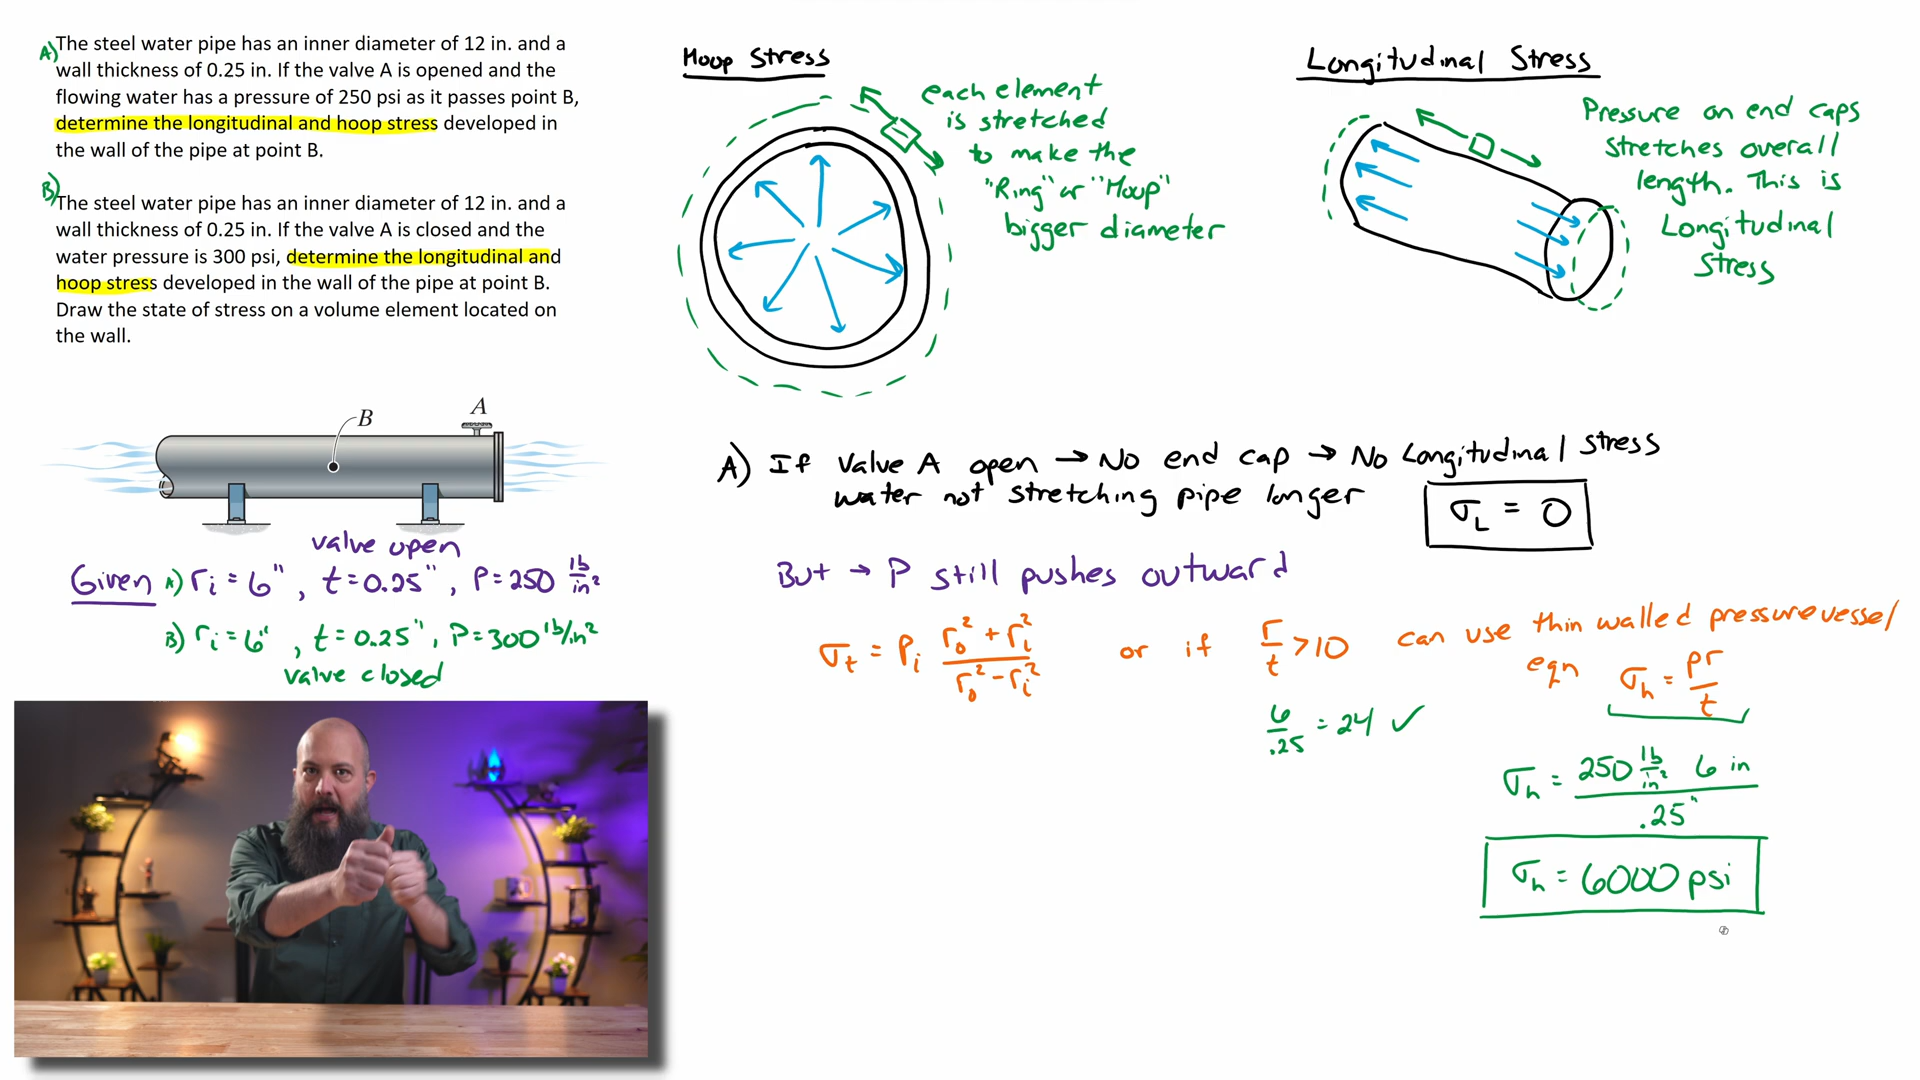 A) The steel water pipe has an inner diameter of 12 in. and a
wall thickness of 0.25 in. If the valve A is opened and the
flowing water has a pressure of 250 psi as it passes point B,
determine the longitudinal and hoop stress developed in
the wall of the pipe at point B.
B) The steel water pipe has an inner diameter of 12 in. and a
wall thickness of 0.25 in. If the valve A is closed and the
water pressure is 300 psi, determine the longitudinal and
hoop stress developed in the wall of the pipe at point B.
Draw the state of stress on a volume element located on
the wall.
B
A
valve open
Given A) ri = 6", t = 0.25", P = 250 lb/in²
B) ri = 6", t = 0.25", P = 300 lb/in²
valve closed
Hoop Stress
each element
is stretched
to make the
"Ring" or "Hoop"
bigger diameter
Longitudinal Stress
Pressure on end caps
stretches overall
length. This is
Longitudinal
Stress
A) If Valve A open → No end cap → No Longitudinal stress
water not stretching pipe longer
σL = 0
But → P still pushes outward
σt = Pi (ro² + ri²)/(ro² - ri²) or if r/t > 10 can use thin walled pressure vessel
eqn σh = pr/t
6/.25 = 24 ✓
σh = 250 lb/in² 6 in / .25"
σh = 6000 psi